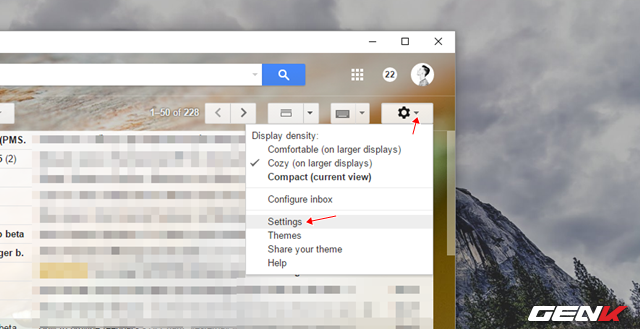 22
1–50 of 228
(PMS.
5 (2)
beta
ger b.
beta
Display density:
Comfortable (on larger displays)
Cozy (on larger displays)
Compact (current view)
Configure inbox
Settings
Themes
Share your theme
Help
GENK